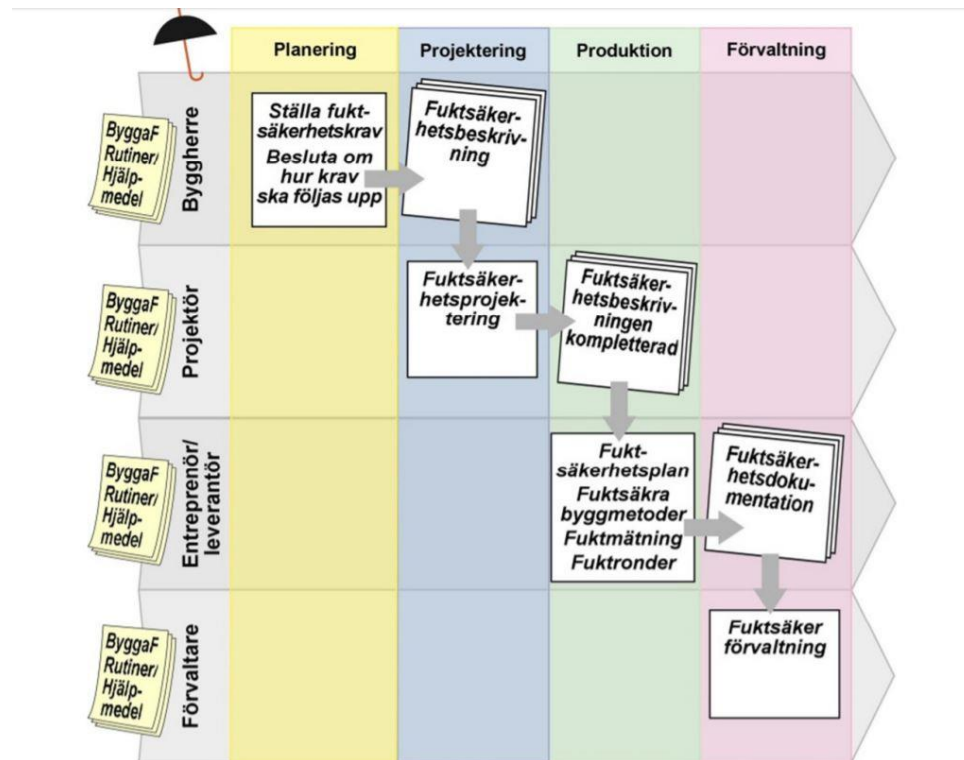 Planering
Projektering
Produktion
Förvaltning
ByggaF
Rutiner/
Hjälp-
medel
Byggherre
Ställa fukt-
säkerhetskrav
Besluta om
hur krav
ska följas upp
Fuktsäker-
hetsbeskriv-
ning
ByggaF
Rutiner/
Hjälp-
medel
Projektör
Fuktsäker-
hetsprojek-
tering
Fuktsäker-
hetsbeskriv-
ningen
kompletterad
ByggaF
Rutiner/
Hjälp-
medel
Entreprenör/
leverantör
Fukt-
säkerhetsplan
Fuktsäkra
byggmetoder
Fuktmätning
Fuktronder
Fuktsäker-
hetsdoku-
mentation
ByggaF
Rutiner/
Hjälp-
medel
Förvaltare
Fuktsäker
förvaltning